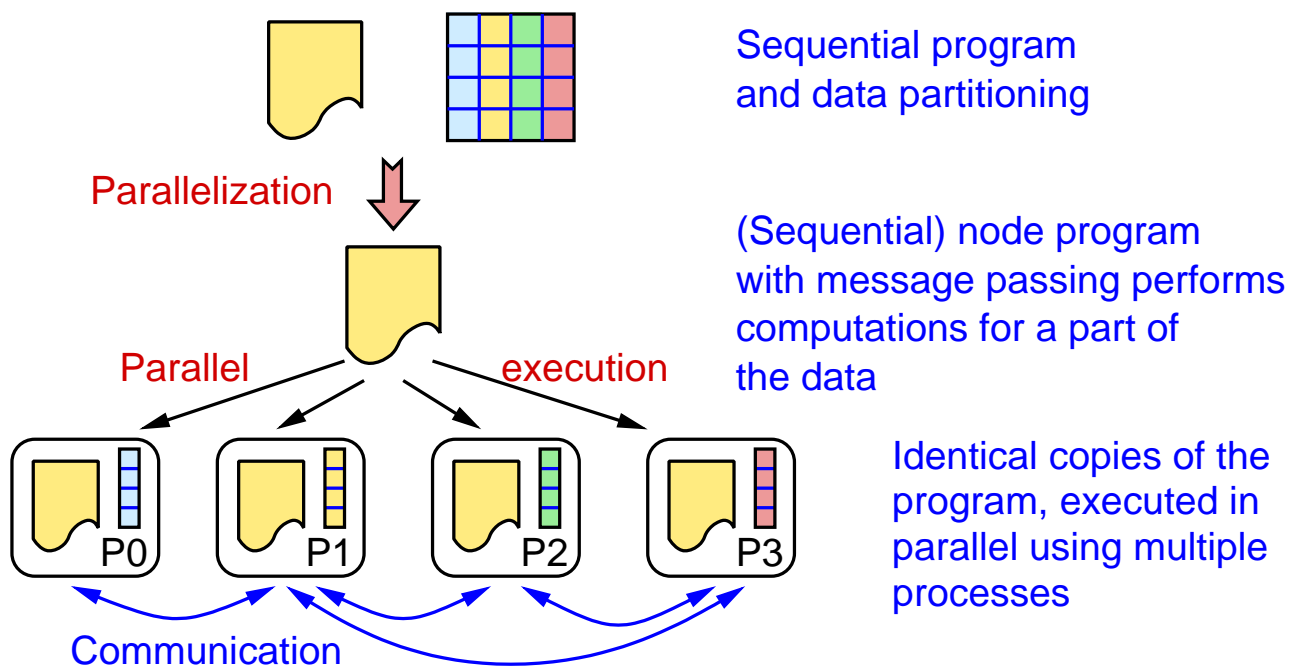 Sequential program
and data partitioning
Parallelization
(Sequential) node program
with message passing performs
computations for a part of
the data
Parallel execution
P0 P1 P2 P3
Identical copies of the
program, executed in
parallel using multiple
processes
Communication